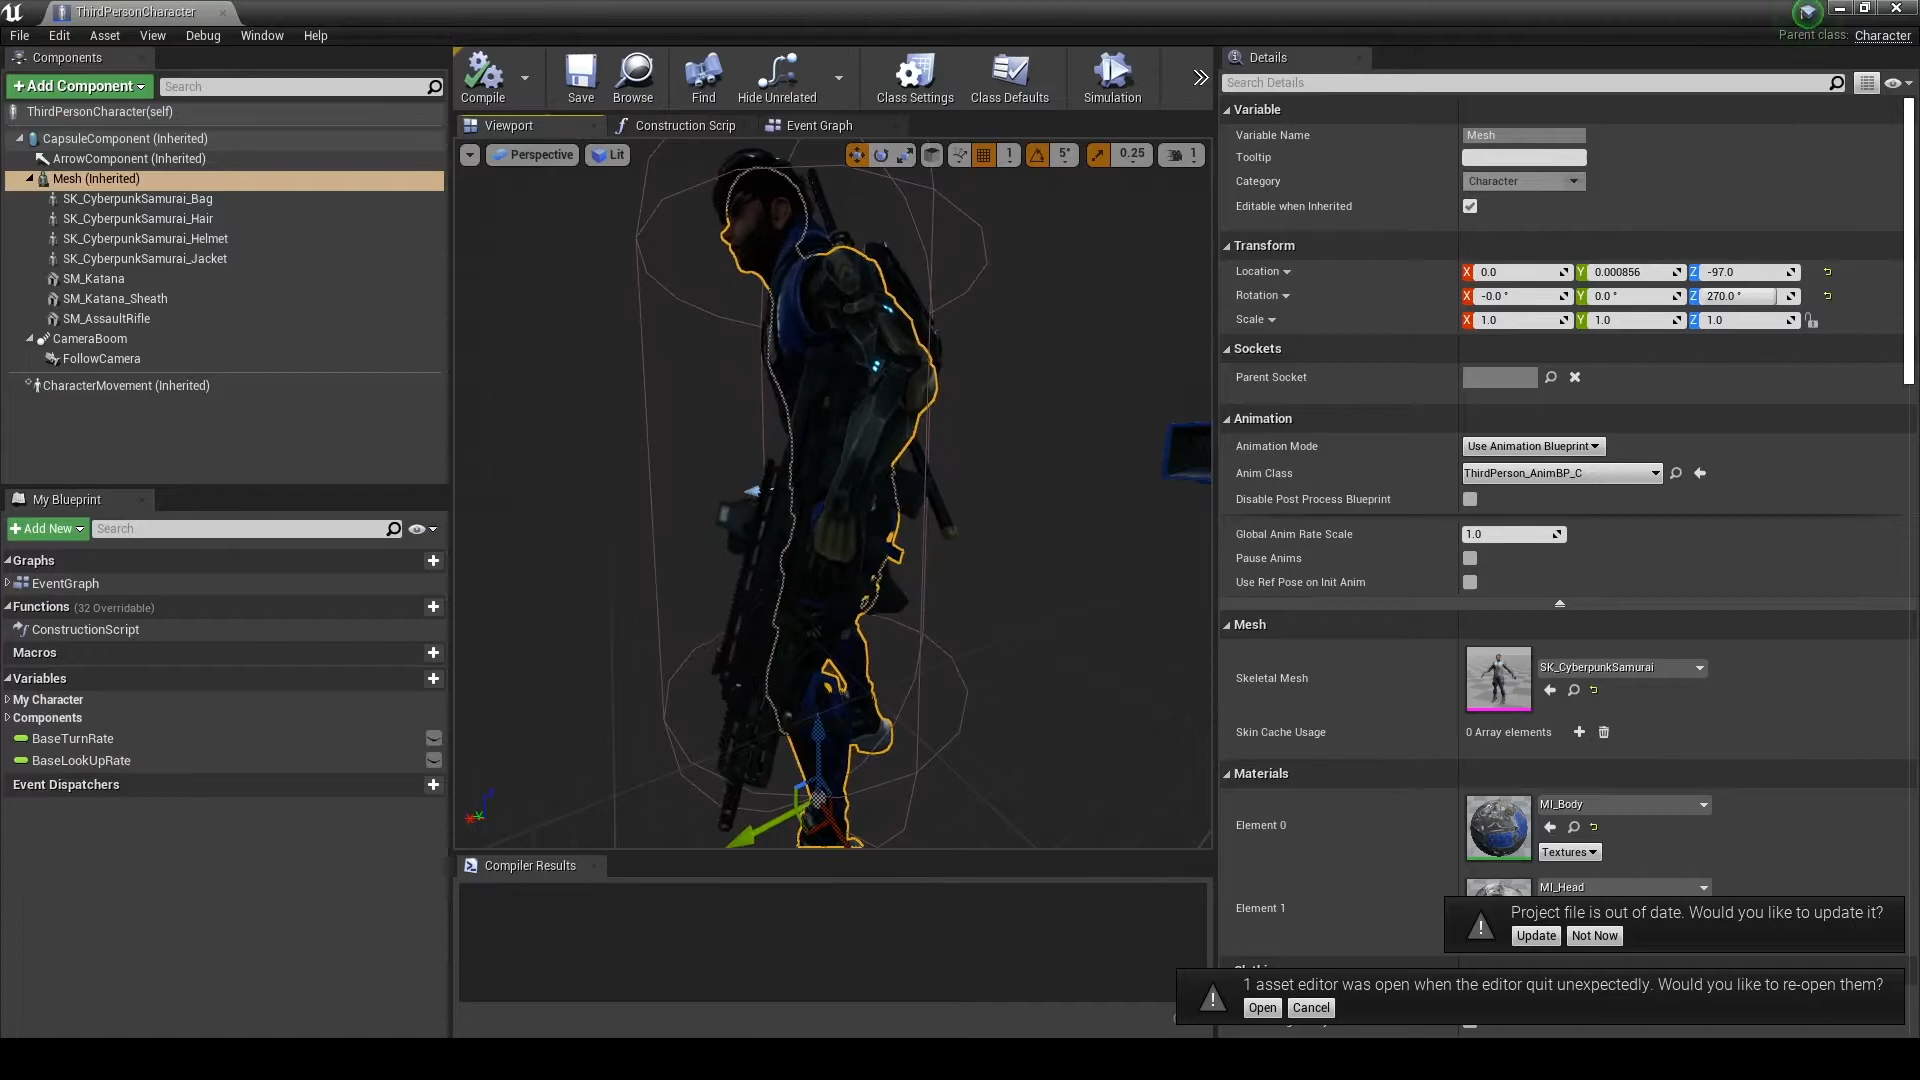 ThirdPersonCharacter
File Edit Asset View Debug Window Help
Parent class: Character
Components
+ Add Component
Search
ThirdPersonCharacter(self)
CapsuleComponent (Inherited)
ArrowComponent (Inherited)
Mesh (Inherited)
SK_CyberpunkSamurai_Bag
SK_CyberpunkSamurai_Hair
SK_CyberpunkSamurai_Helmet
SK_CyberpunkSamurai_Jacket
SM_Katana
SM_Katana_Sheath
SM_AssaultRifle
CameraBoom
FollowCamera
CharacterMovement (Inherited)
My Blueprint
+ Add New
Search
Graphs
EventGraph
Functions (32 Overridable)
ConstructionScript
Macros
Variables
My Character
Components
BaseTurnRate
BaseLookUpRate
Event Dispatchers
Compile Save Browse Find Hide Unrelated Class Settings Class Defaults Simulation
Viewport Construction Scrip Event Graph
Perspective Lit 1 5° 0.25 1
Compiler Results
Details
Search Details
Variable
Variable Name Mesh
Tooltip
Category Character
Editable when Inherited
Transform
Location X 0.0 Y 0.000856 Z -97.0
Rotation X -0.0 ° Y 0.0 ° Z 270.0 °
Scale X 1.0 Y 1.0 Z 1.0
Sockets
Parent Socket
Animation
Animation Mode Use Animation Blueprint
Anim Class ThirdPerson_AnimBP_C
Disable Post Process Blueprint
Global Anim Rate Scale 1.0
Pause Anims
Use Ref Pose on Init Anim
Mesh
Skeletal Mesh SK_CyberpunkSamurai
Skin Cache Usage 0 Array elements
Materials
Element 0 MI_Body
Textures
Element 1 MI_Head
Project file is out of date. Would you like to update it?
Update Not Now
1 asset editor was open when the editor quit unexpectedly. Would you like to re-open them?
Open Cancel